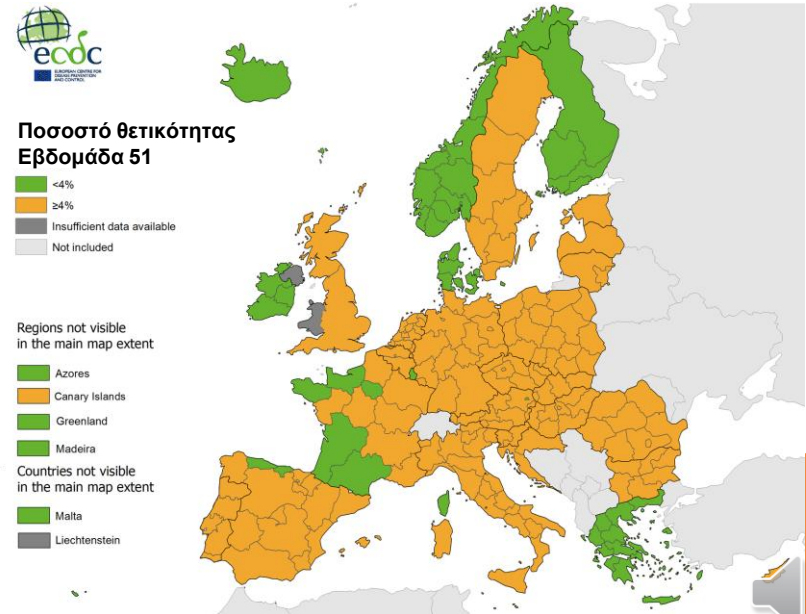 ecdc
EUROPEAN CENTRE FOR
DISEASE PREVENTION
AND CONTROL
Ποσοστό θετικότητας
Εβδομάδα 51
<4%
≥4%
Insufficient data available
Not included
Regions not visible
in the main map extent
Azores
Canary Islands
Greenland
Madeira
Countries not visible
in the main map extent
Malta
Liechtenstein